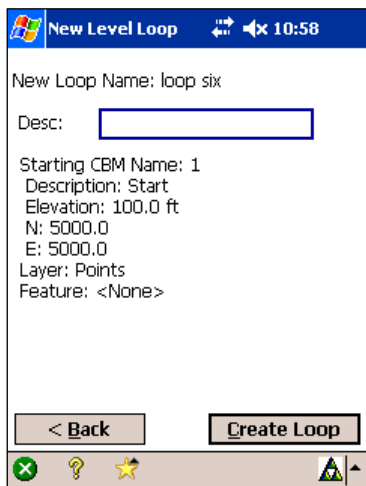 New Level Loop 10:58
New Loop Name: loop six
Desc:
Starting CBM Name: 1
Description: Start
Elevation: 100.0 ft
N: 5000.0
E: 5000.0
Layer: Points
Feature: <None>
< Back Create Loop